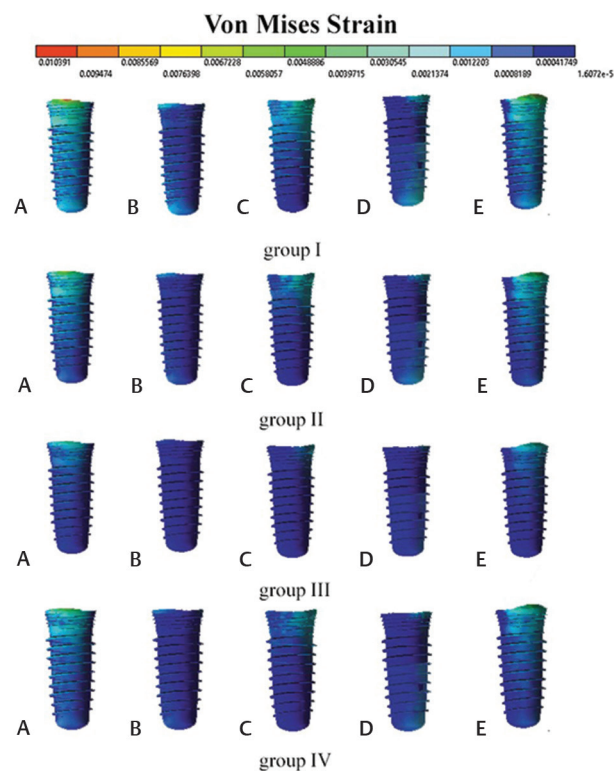 Von Mises Strain
0.010391 0.0085569 0.0067228 0.0048886 0.0030545 0.0012203 0.00041749
0.009474 0.0076398 0.0058057 0.0039715 0.0021374 0.0008189 1.6072e-5
A B C D E
group I
A B C D E
group II
A B C D E
group III
A B C D E
group IV